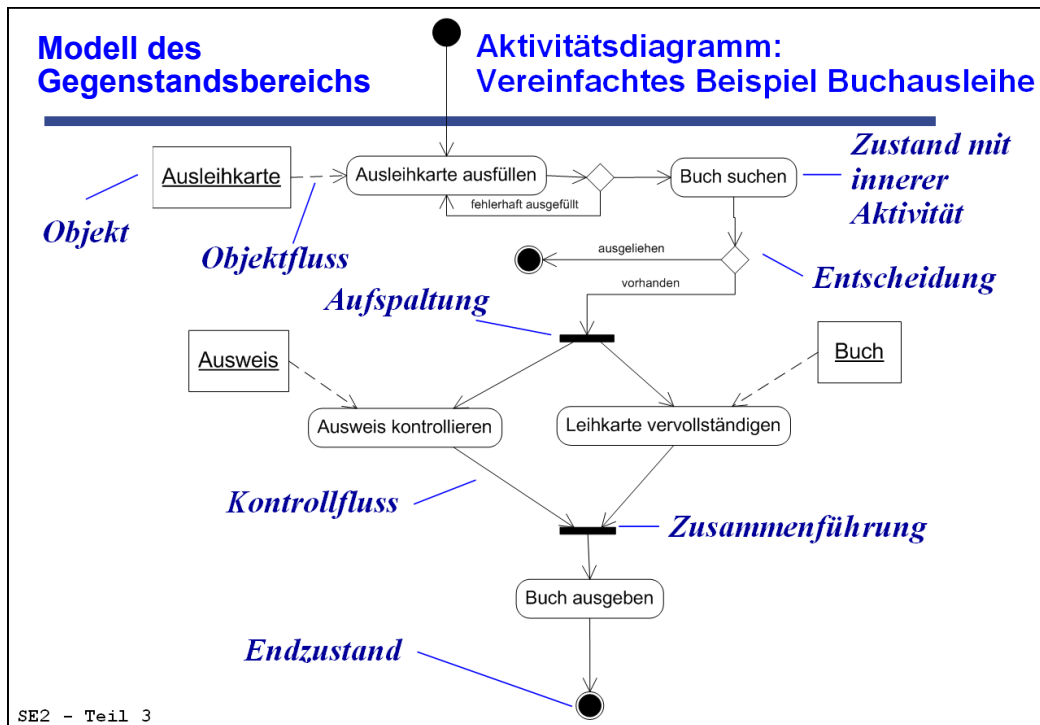 Modell des
Gegenstandsbereichs
Aktivitätsdiagramm:
Vereinfachtes Beispiel Buchausleihe
Ausleihkarte
Ausleihkarte ausfüllen
fehlerhaft ausgefüllt
Buch suchen
Zustand mit
innerer
Aktivität
Objekt
Objektfluss
ausgeliehen
Entscheidung
vorhanden
Aufspaltung
Ausweis
Buch
Ausweis kontrollieren
Leihkarte vervollständigen
Kontrollfluss
Zusammenführung
Buch ausgeben
Endzustand
SE2 - Teil 3